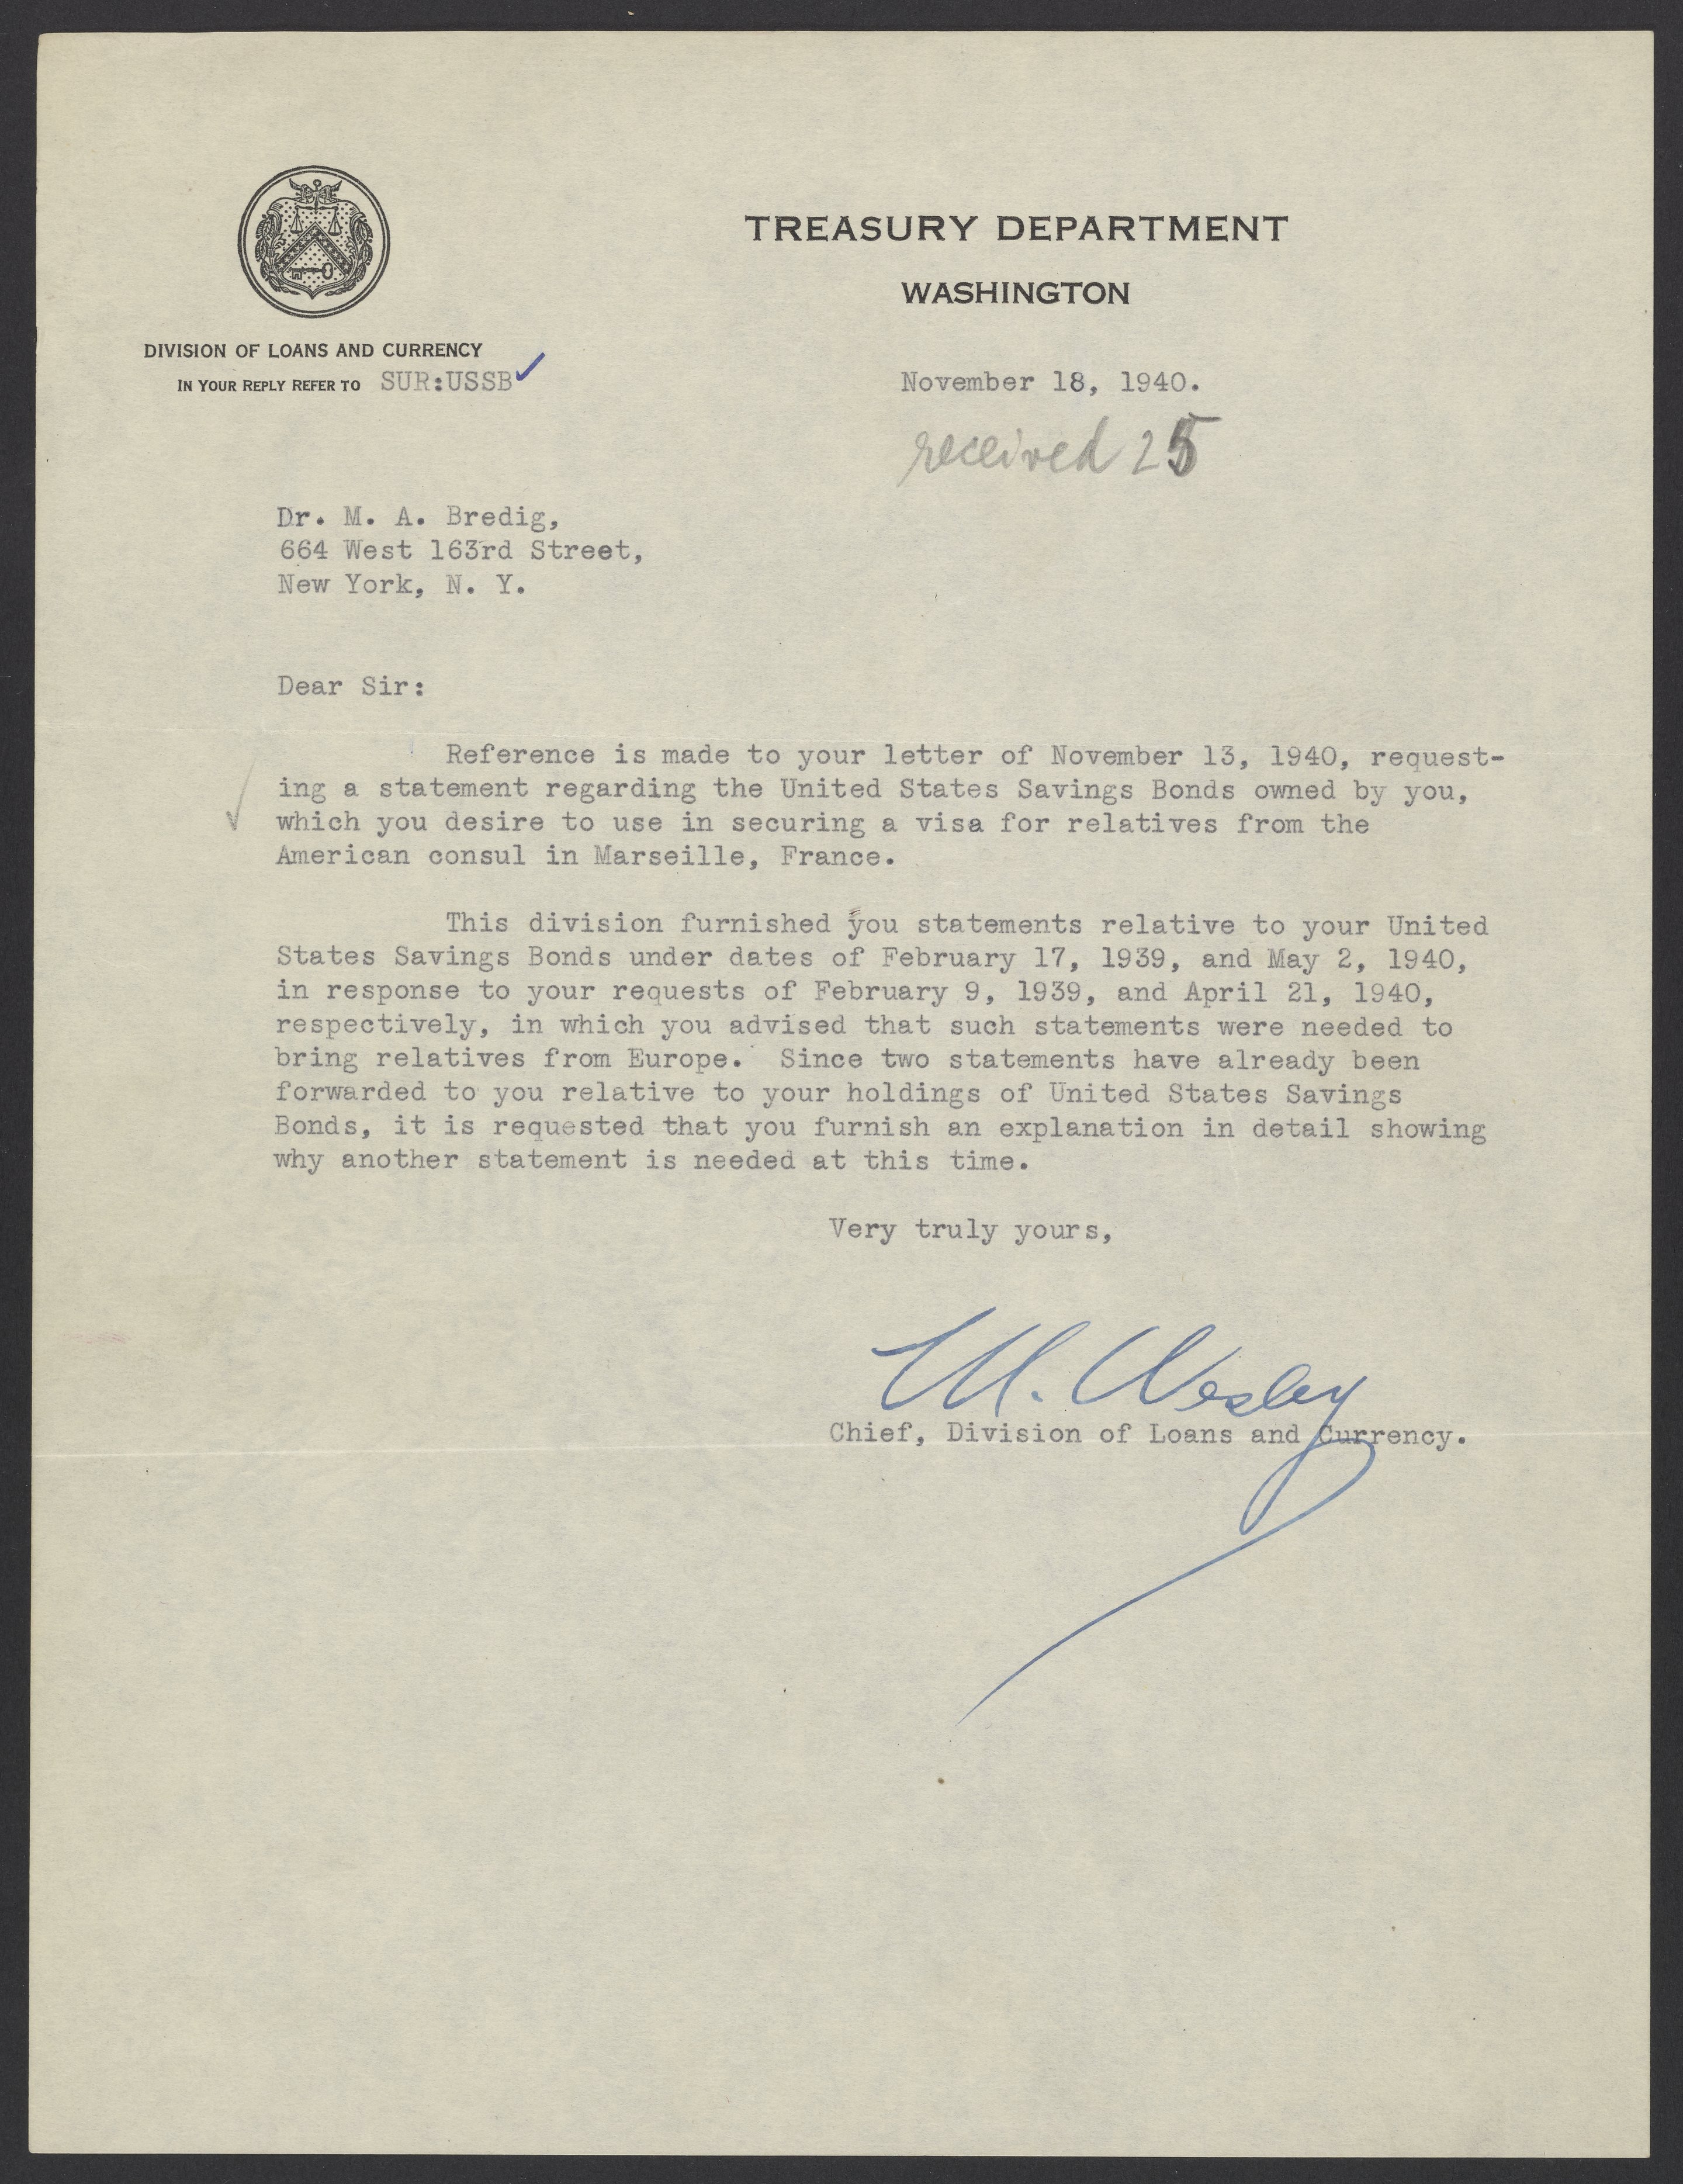 TREASURY DEPARTMENT
WASHINGTON
DIVISION OF LOANS AND CURRENCY
IN YOUR REPLY REFER TO SUR:USSB
November 18, 1940.
received 25
Dr. M. A. Bredig,
664 West 163rd Street,
New York, N. Y.
Dear Sir:
Reference is made to your letter of November 13, 1940, request-
ing a statement regarding the United States Savings Bonds owned by you,
which you desire to use in securing a visa for relatives from the
American consul in Marseille, France.
This division furnished you statements relative to your United
States Savings Bonds under dates of February 17, 1939, and May 2, 1940,
in response to your requests of February 9, 1939, and April 21, 1940,
respectively, in which you advised that such statements were needed to
bring relatives from Europe. Since two statements have already been
forwarded to you relative to your holdings of United States Savings
Bonds, it is requested that you furnish an explanation in detail showing
why another statement is needed at this time.
Very truly yours,
M. Wesley
Chief, Division of Loans and Currency.